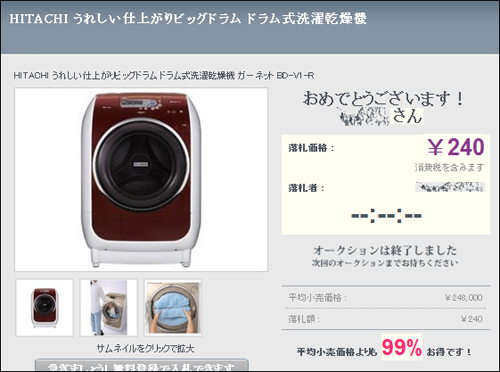 HITACHI うれしい仕上がりビッグドラム ドラム式洗濯乾燥機
HITACHI うれしい仕上がりビッグドラム ドラム式洗濯乾燥機 ガーネット BD-V1-R
おめでとうございます！
さん
落札価格：
￥240
消費税を含みます
落札者：
--:--:--
オークションは終了しました
次回のオークションまでお待ちください
平均小売価格：
￥248,000
落札額：
￥240
サムネイルをクリックで拡大
平均小売価格よりも 99% お得です！